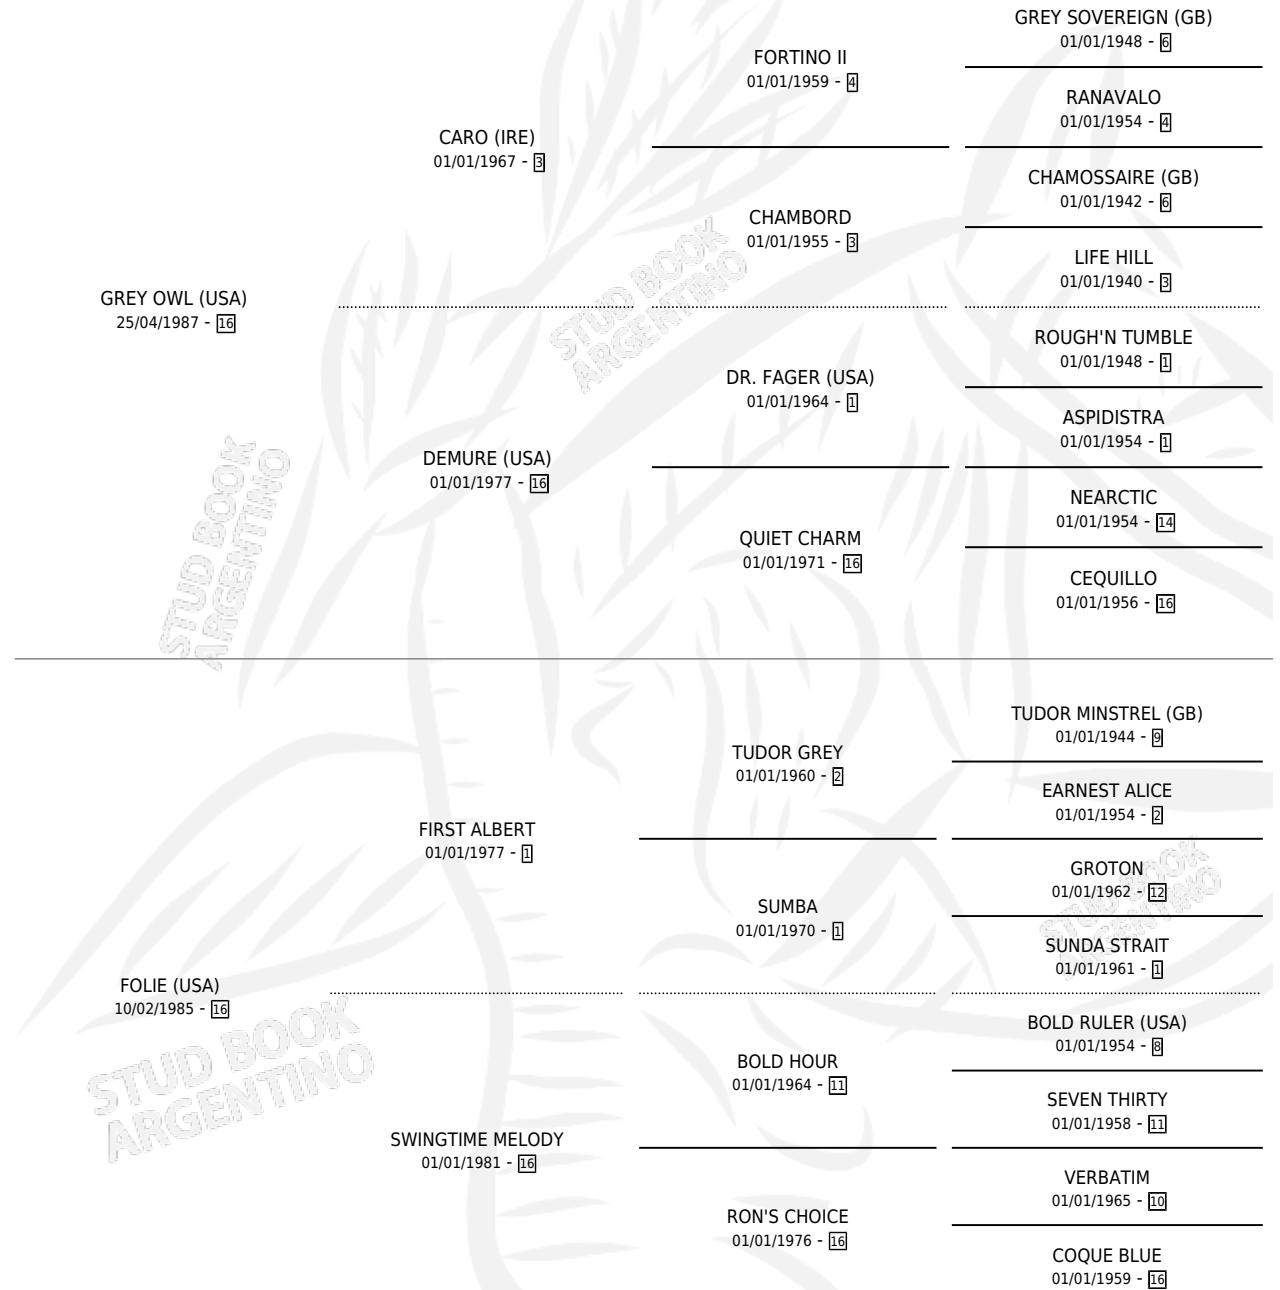 GREY SOVEREIGN (GB)
01/01/1948 - 6
FORTINO II
01/01/1959 - 4
RANAVALO
01/01/1954 - 4
CARO (IRE)
01/01/1967 - 3
CHAMOSSAIRE (GB)
01/01/1942 - 6
CHAMBORD
01/01/1955 - 3
LIFE HILL
01/01/1940 - 3
GREY OWL (USA)
25/04/1987 - 16
STUD BOOK
ARGENTINO
ROUGH'N TUMBLE
01/01/1948 - 1
DR. FAGER (USA)
01/01/1964 - 1
ASPIDISTRA
01/01/1954 - 1
DEMURE (USA)
01/01/1977 - 16
NEARCTIC
01/01/1954 - 14
QUIET CHARM
01/01/1971 - 16
CEQUILLO
01/01/1956 - 16
STUD BOOK
ARGENTINO
TUDOR MINSTREL (GB)
01/01/1944 - 9
TUDOR GREY
01/01/1960 - 2
EARNEST ALICE
01/01/1954 - 2
FIRST ALBERT
01/01/1977 - 1
GROTON
01/01/1962 - 12
SUMBA
01/01/1970 - 1
STUD BOOK
ARGENTINO
SUNDA STRAIT
01/01/1961 - 1
FOLIE (USA)
10/02/1985 - 16
BOLD RULER (USA)
01/01/1954 - 8
BOLD HOUR
01/01/1964 - 11
SEVEN THIRTY
01/01/1958 - 11
STUD BOOK
ARGENTINO
SWINGTIME MELODY
01/01/1981 - 16
VERBATIM
01/01/1965 - 10
RON'S CHOICE
01/01/1976 - 16
COQUE BLUE
01/01/1959 - 16